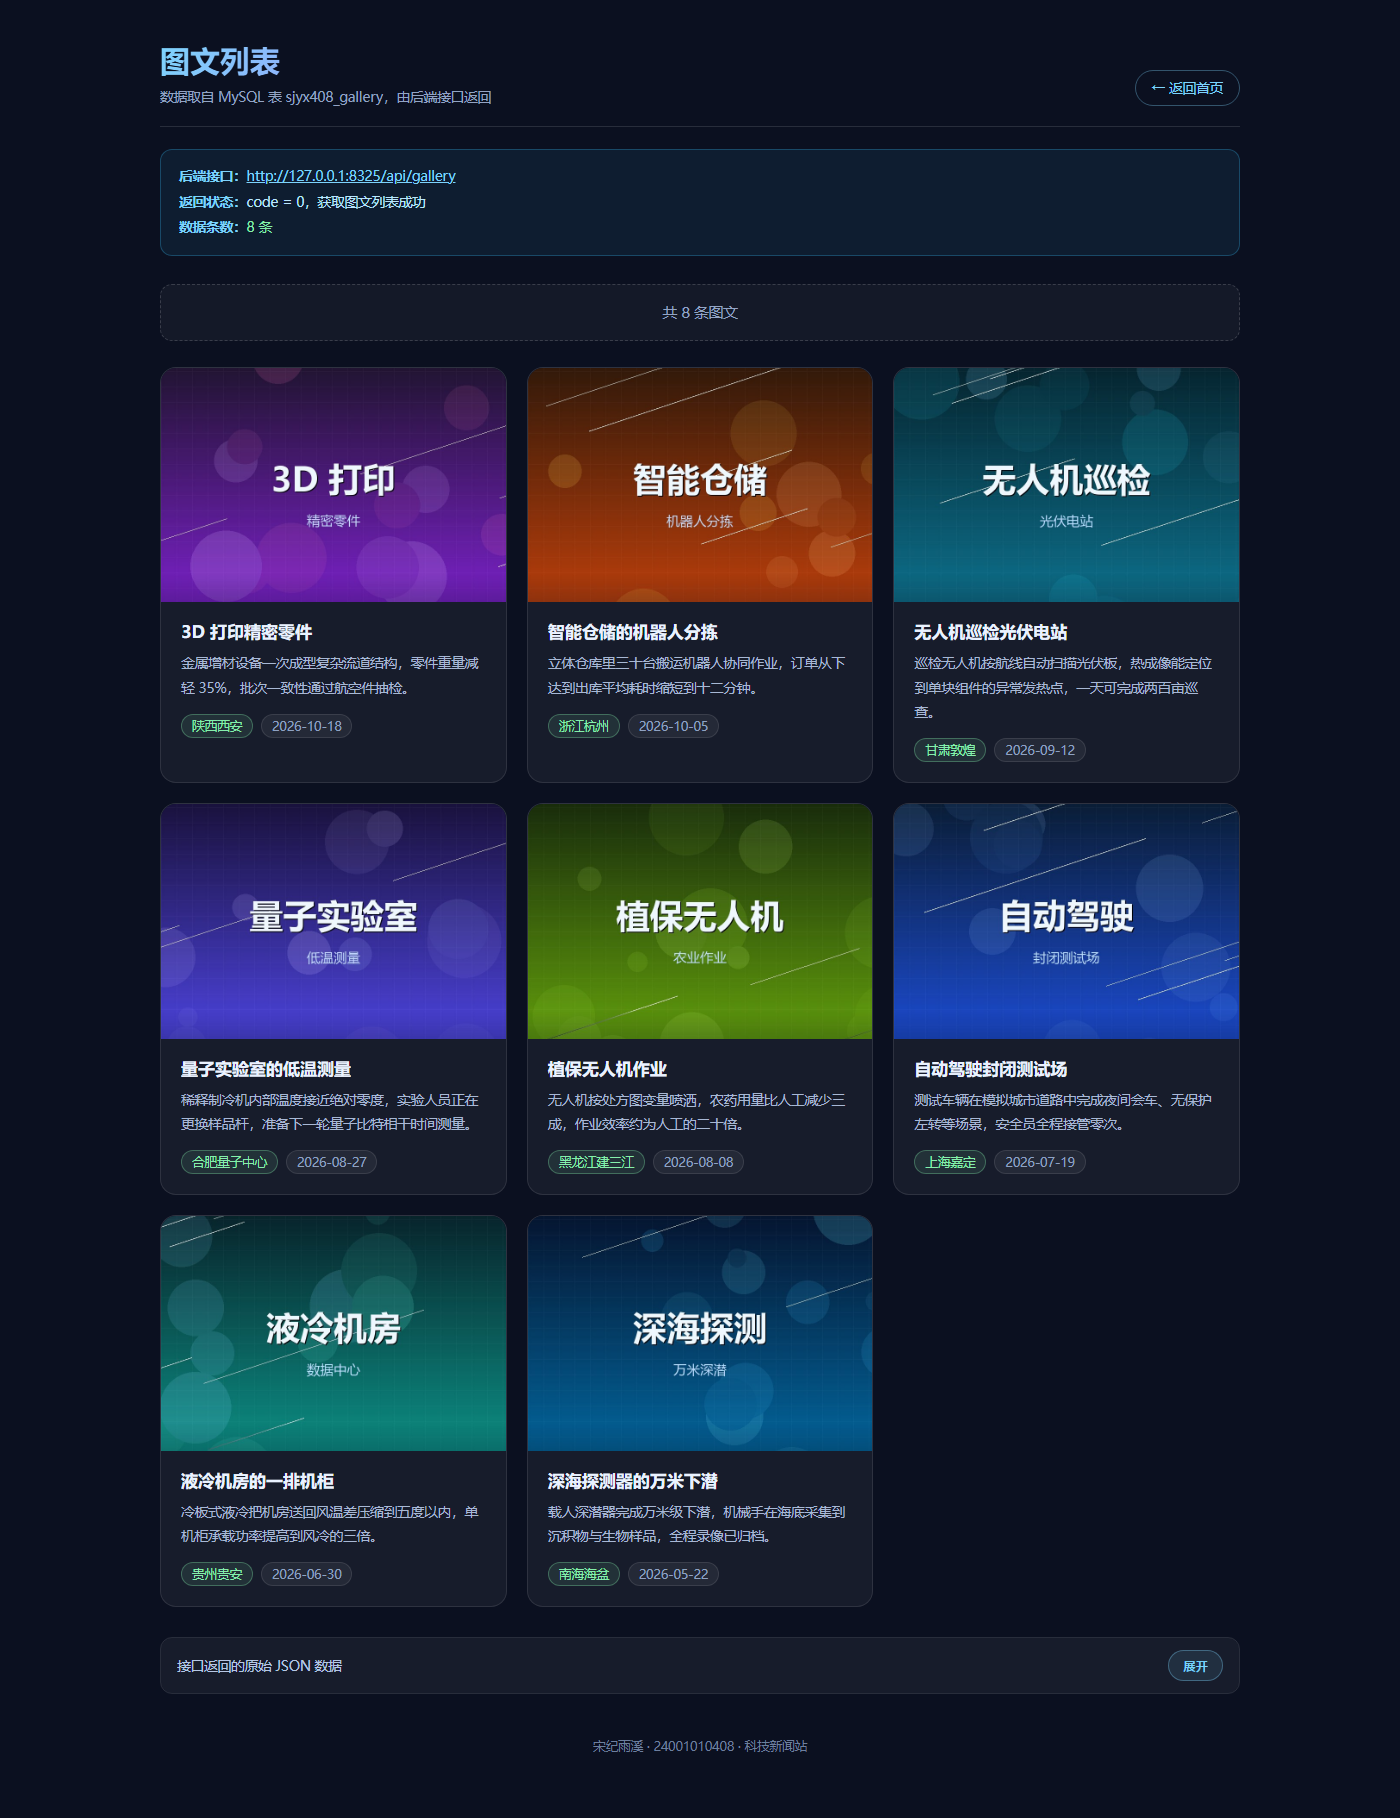 图文列表
数据取自 MySQL 表 sjyx408_gallery，由后端接口返回
← 返回首页
后端接口：http://127.0.0.1:8325/api/gallery
返回状态：code = 0，获取图文列表成功
数据条数：8 条
共 8 条图文
3D 打印
精密零件
3D 打印精密零件
金属增材设备一次成型复杂流道结构，零件重量减
轻 35%，批次一致性通过航空件抽检。
陕西西安 2026-10-18
智能仓储
机器人分拣
智能仓储的机器人分拣
立体仓库里三十台搬运机器人协同作业，订单从下
达到出库平均耗时缩短到十二分钟。
浙江杭州 2026-10-05
无人机巡检
光伏电站
无人机巡检光伏电站
巡检无人机按航线自动扫描光伏板，热成像能定位
到单块组件的异常发热点，一天可完成两百亩巡
查。
甘肃敦煌 2026-09-12
量子实验室
低温测量
量子实验室的低温测量
稀释制冷机内部温度接近绝对零度，实验人员正在
更换样品杆，准备下一轮量子比特相干时间测量。
合肥量子中心 2026-08-27
植保无人机
农业作业
植保无人机作业
无人机按处方图变量喷洒，农药用量比人工减少三
成，作业效率约为人工的二十倍。
黑龙江建三江 2026-08-08
自动驾驶
封闭测试场
自动驾驶封闭测试场
测试车辆在模拟城市道路中完成夜间会车、无保护
左转等场景，安全员全程接管零次。
上海嘉定 2026-07-19
液冷机房
数据中心
液冷机房的一排机柜
冷板式液冷把机房送回风温差压缩到五度以内，单
机柜承载功率提高到风冷的三倍。
贵州贵安 2026-06-30
深海探测
万米深潜
深海探测器的万米下潜
载人深潜器完成万米级下潜，机械手在海底采集到
沉积物与生物样品，全程录像已归档。
南海海盆 2026-05-22
接口返回的原始 JSON 数据
展开
宋纪雨溪 · 24001010408 · 科技新闻站